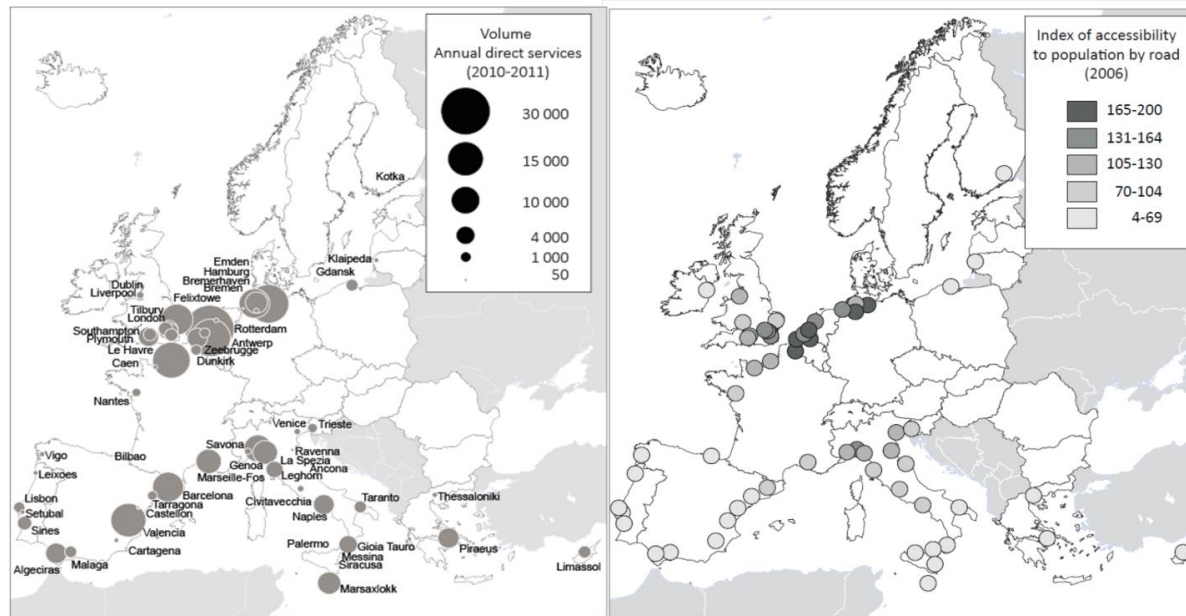 Volume
Annual direct services
(2010-2011)
30 000
15 000
10 000
4 000
1 000
50
Kotka
Klaipeda
Gdansk
Emden
Hamburg
Bremerhaven
Bremen
Dublin
Liverpool
Felixtowe
Tilbury
London
Southampton
Plymouth
Rotterdam
Antwerp
Le Havre
Zeebrugge
Caen
Dunkirk
Nantes
Venice
Trieste
Savona
Ravenna
Vigo
Bilbao
Genoa
La Spezia
Leixoes
Marseille-Fos
Leghorn
Ancona
Lisbon
Barcelona
Civitavecchia
Taranto
Thessaloniki
Setubal
Tarragona
Castellon
Naples
Sines
Valencia
Cartagena
Palermo
Gioia Tauro
Piraeus
Messina
Siracusa
Algeciras
Malaga
Marsaxlokk
Limassol
Index of accessibility
to population by road
(2006)
165-200
131-164
105-130
70-104
4-69